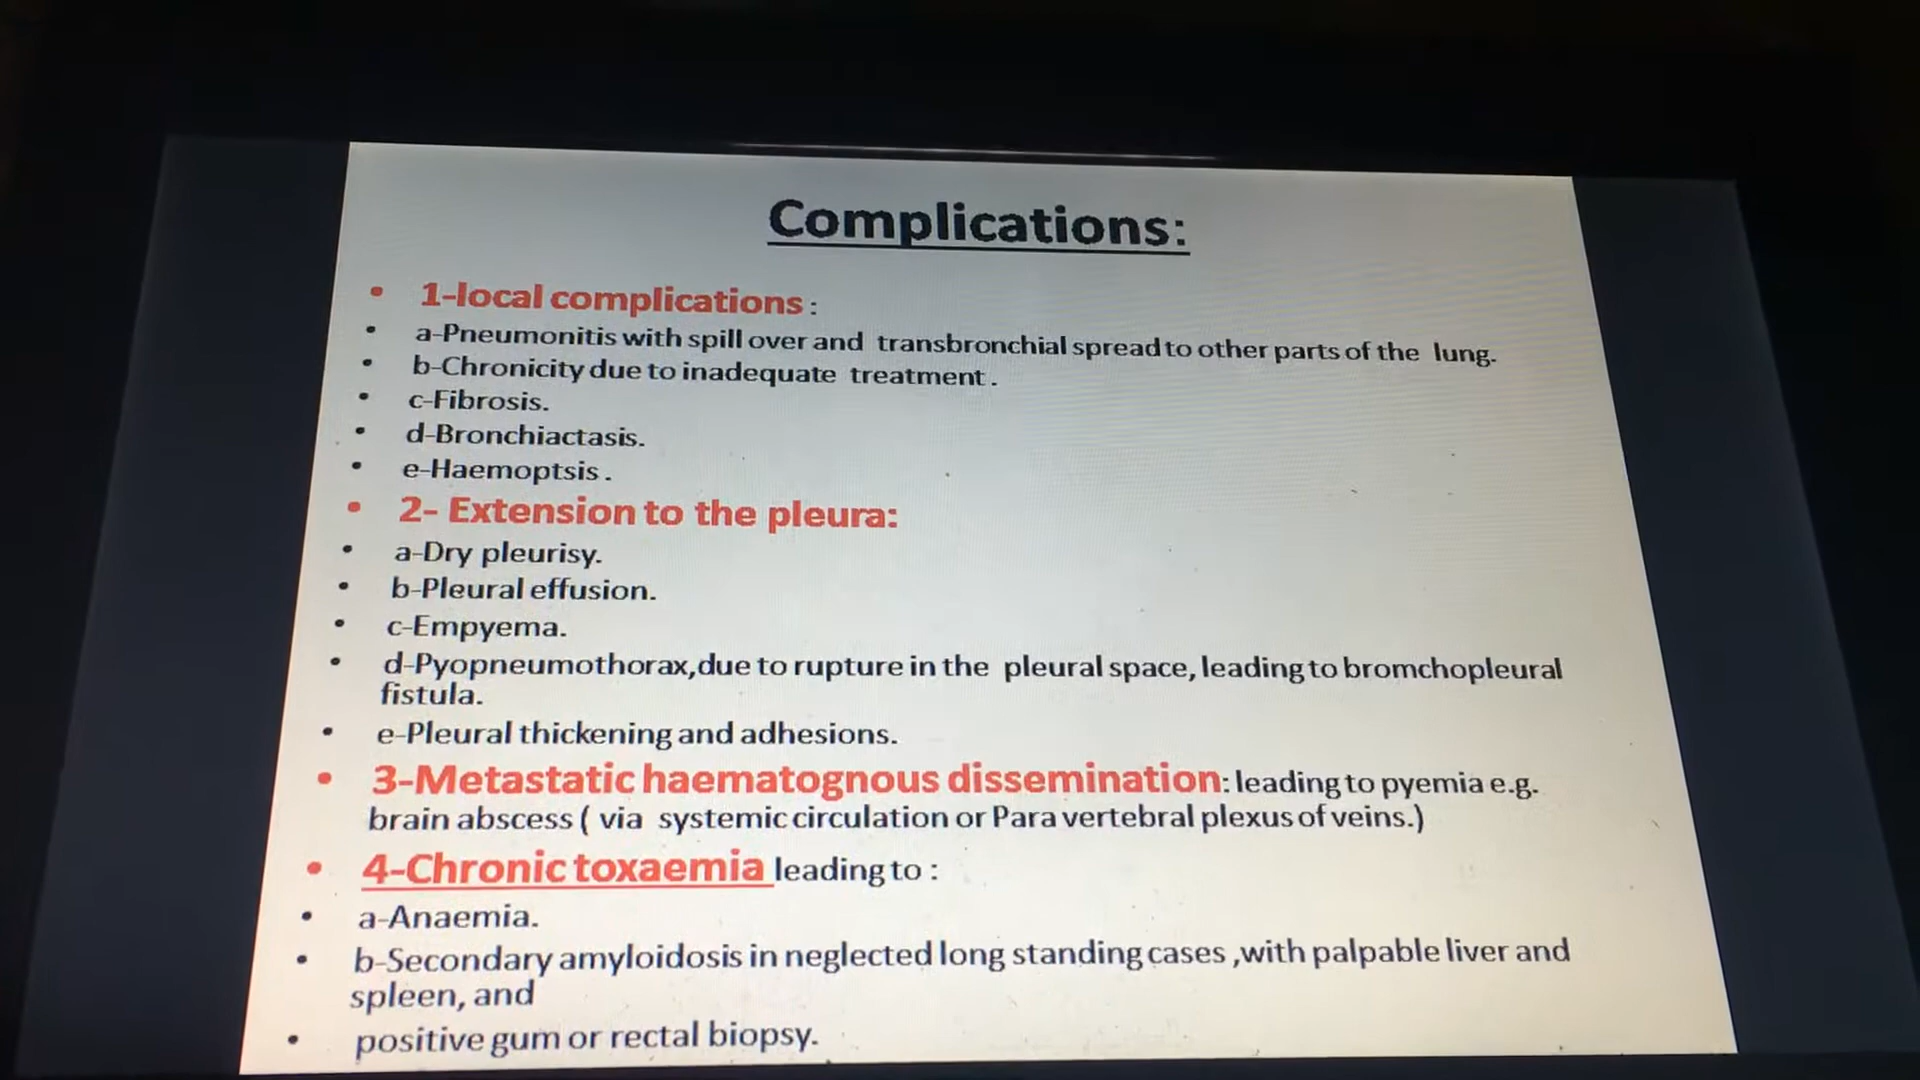 Complications:
• 1-local complications :
• a-Pneumonitis with spill over and transbronchial spread to other parts of the lung.
• b-Chronicity due to inadequate treatment .
• c-Fibrosis.
• d-Bronchiactasis.
• e-Haemoptsis .
• 2- Extension to the pleura:
• a-Dry pleurisy.
• b-Pleural effusion.
• c-Empyema.
• d-Pyopneumothorax,due to rupture in the pleural space, leading to bromchopleural
fistula.
• e-Pleural thickening and adhesions.
• 3-Metastatic haematognous dissemination: leading to pyemia e.g.
brain abscess ( via systemic circulation or Para vertebral plexus of veins.)
• 4-Chronic toxaemia leading to :
• a-Anaemia.
• b-Secondary amyloidosis in neglected long standing cases ,with palpable liver and
spleen, and
• positive gum or rectal biopsy.